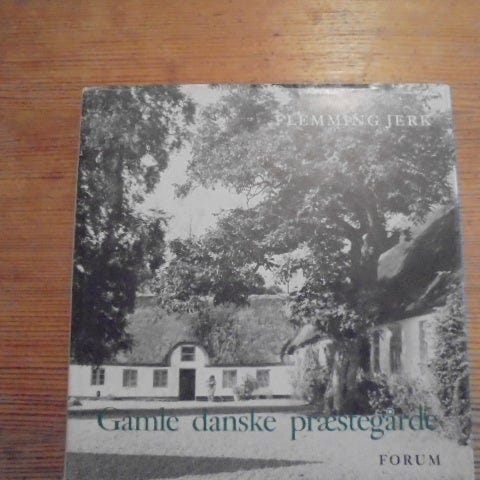 FLEMMING JERK
Gamle danske præstegårde
FORUM